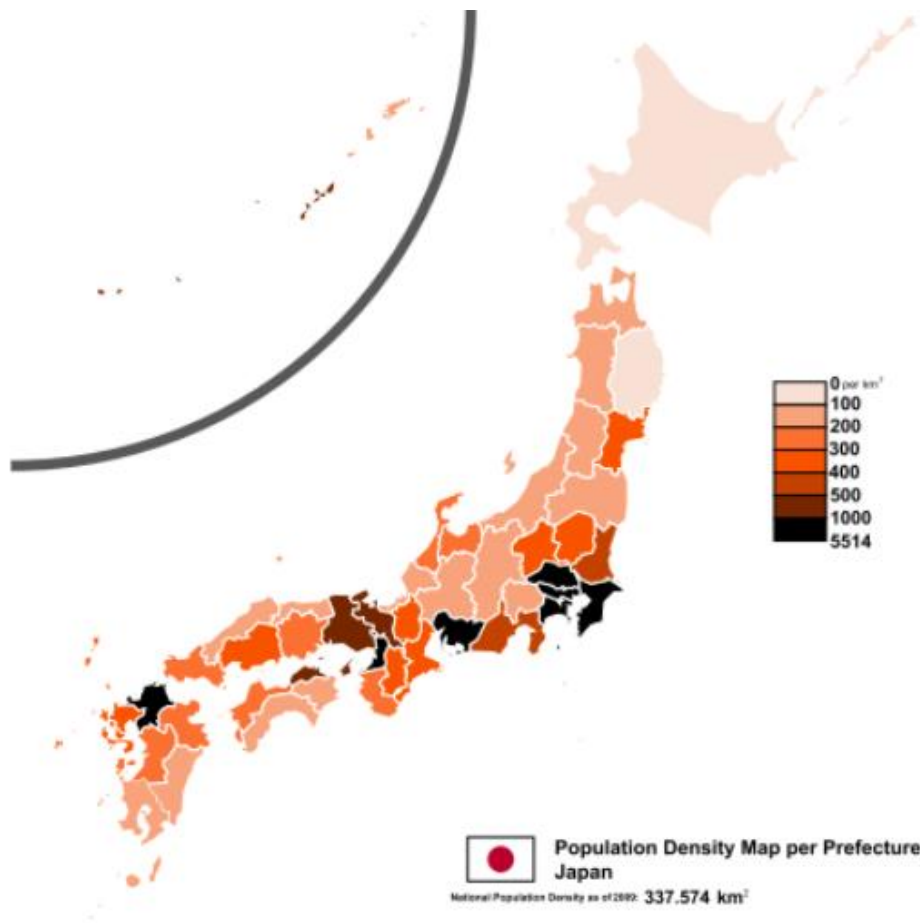 0 per km²
100
200
300
400
500
1000
5514
Population Density Map per Prefecture
Japan
National Population Density as of 2009: 337.574 km²